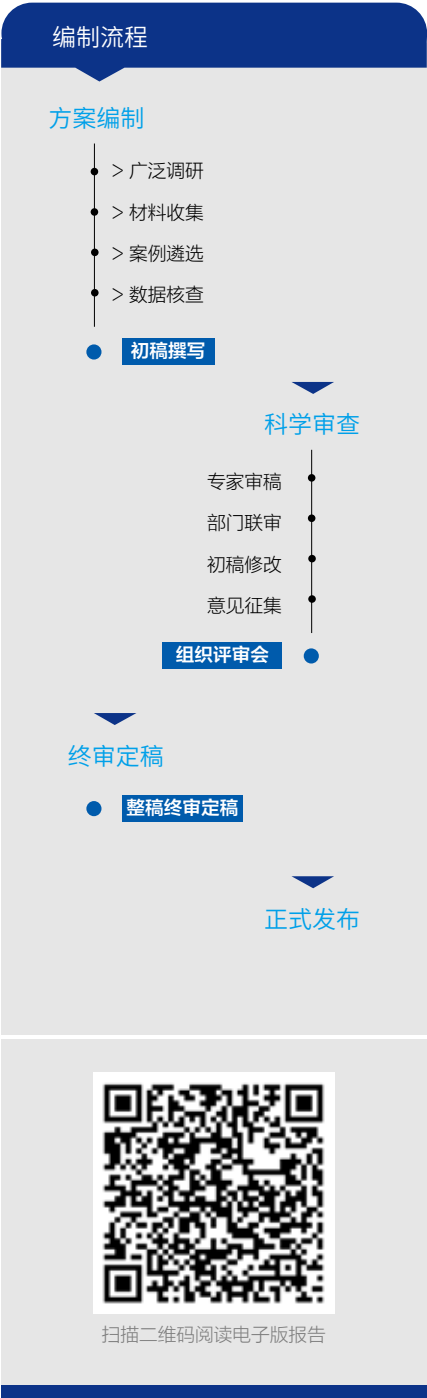 编制流程
方案编制
> 广泛调研
> 材料收集
> 案例遴选
> 数据核查
初稿撰写
科学审查
专家审稿
部门联审
初稿修改
意见征集
组织评审会
终审定稿
整稿终审定稿
正式发布
扫描二维码阅读电子版报告